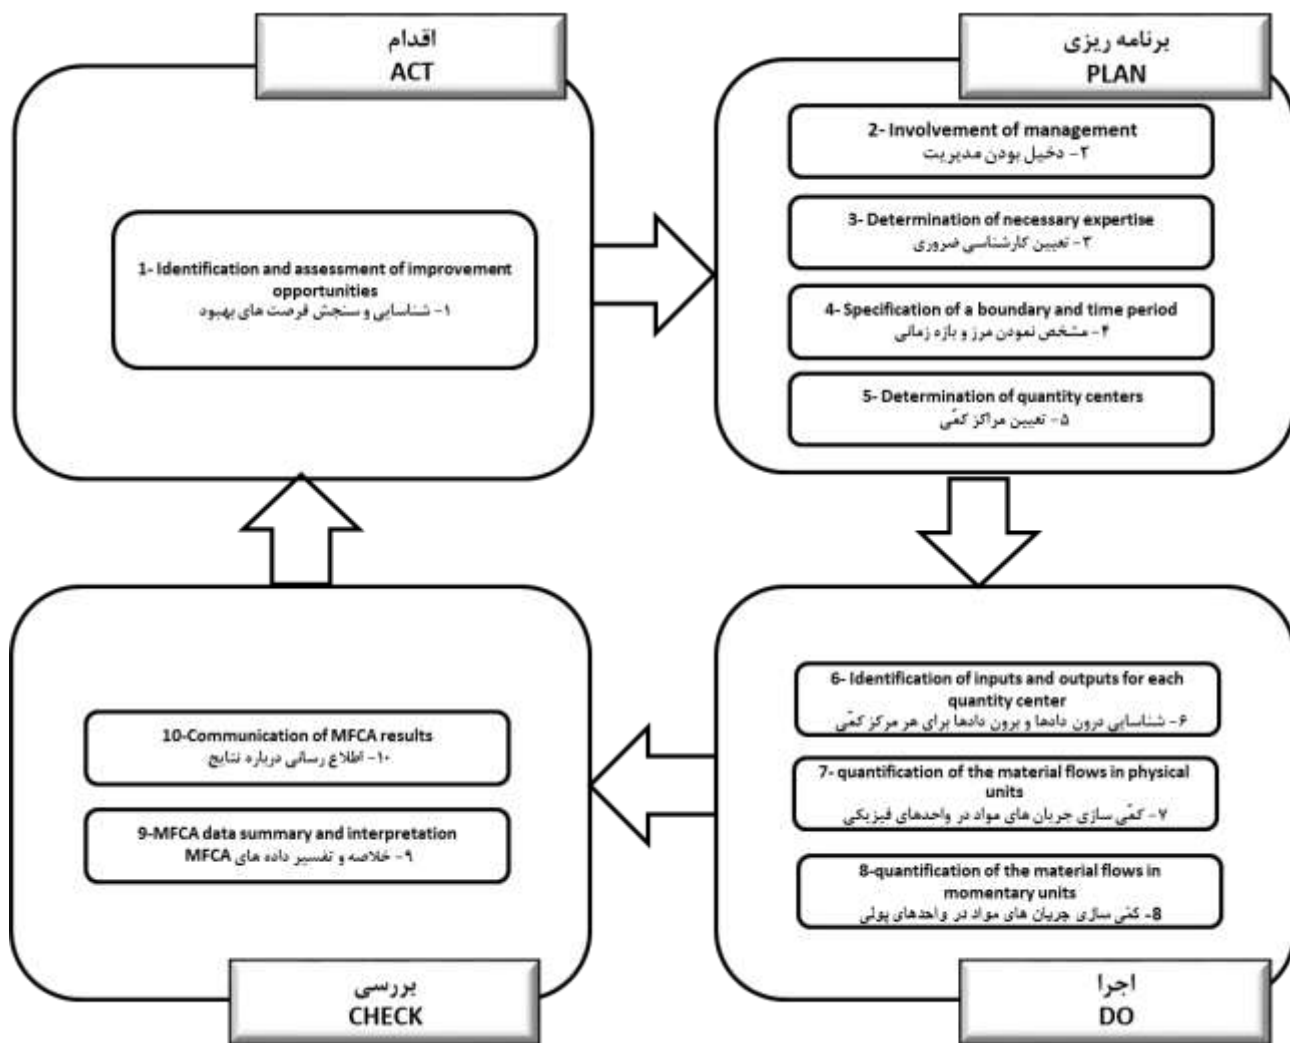 اقدام
ACT
1- Identification and assessment of improvement
opportunities
۱- شناسایی و سنجش فرصت های بهبود
برنامه ریزی
PLAN
2- Involvement of management
۲- دخیل بودن مدیریت
3- Determination of necessary expertise
۳- تعیین کارشناسی ضروری
4- Specification of a boundary and time period
۴- مشخص نمودن مرز و بازه زمانی
5- Determination of quantity centers
۵- تعیین مراکز کمّی
6- Identification of inputs and outputs for each
quantity center
۶- شناسایی درون دادها و برون دادها برای هر مرکز کمّی
7- quantification of the material flows in physical
units
۷- کمّی سازی جریان های مواد در واحدهای فیزیکی
8-quantification of the material flows in
momentary units
8- کمّی سازی جریان های مواد در واحدهای پولی
اجرا
DO
10-Communication of MFCA results
۱۰- اطلاع رسانی درباره نتایج
9-MFCA data summary and interpretation
۹- خلاصه و تفسیر داده های MFCA
بررسی
CHECK